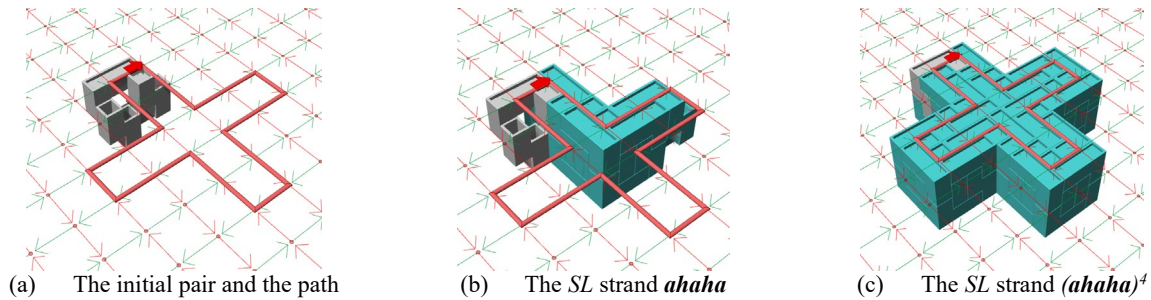 (a) The initial pair and the path
(b) The SL strand ahaha
(c) The SL strand (ahaha)⁴